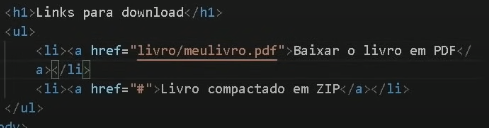 <h1>Links para download</h1>
<ul>
<li><a href="livro/meulivro.pdf">Baixar o livro em PDF</
a></li>
<li><a href="#">Livro compactado em ZIP</a></li>
</ul>